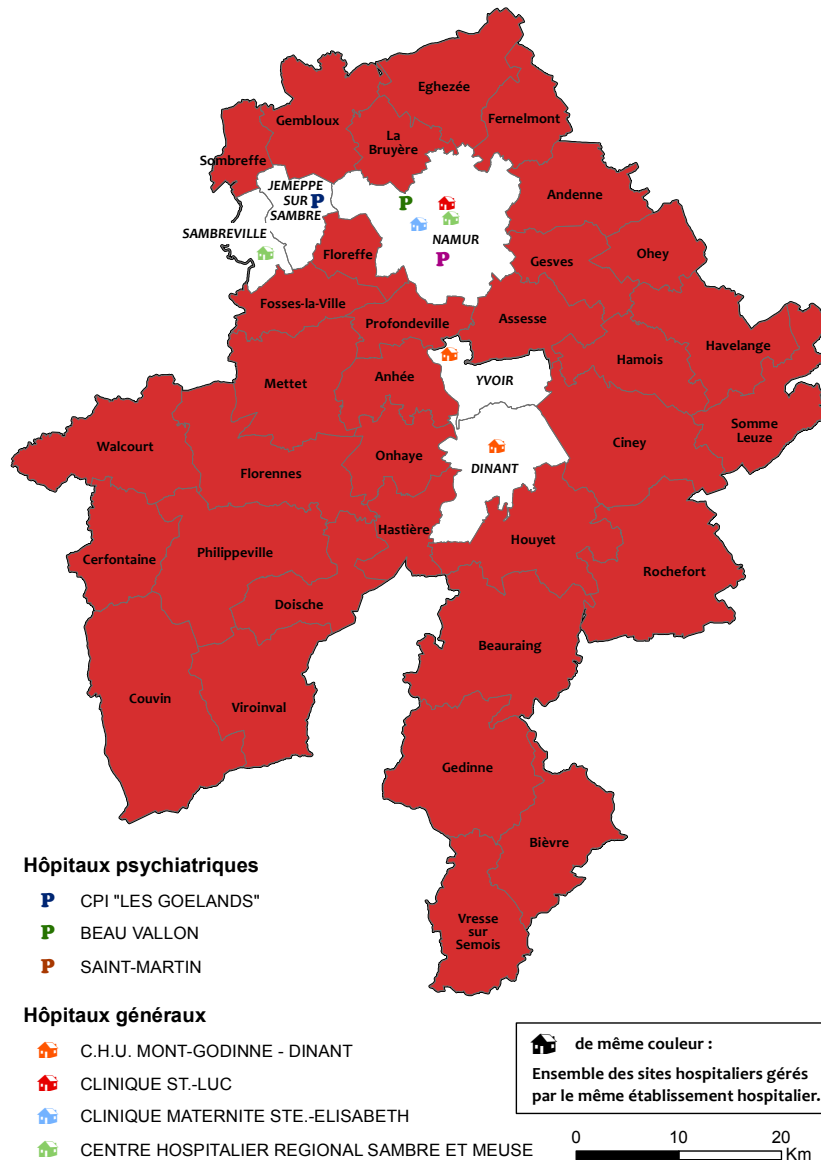 Eghezée
Gembloux
Fernelmont
La
Bruyère
Sombreffe
JEMEPPE
SUR
SAMBRE
P
P
Andenne
SAMBREVILLE
NAMUR
P
Floreffe
Gesves
Ohey
Fosses-la-Ville
Profondeville
Assesse
Havelange
Hamois
Mettet
Anhée
YVOIR
Walcourt
Somme
Leuze
Ciney
Onhaye
Florennes
DINANT
Hastière
Houyet
Cerfontaine
Philippeville
Rochefort
Doische
Beauraing
Couvin
Viroinval
Gedinne
Bièvre
Vresse
sur
Semois
Hôpitaux psychiatriques
P CPI "LES GOELANDS"
P BEAU VALLON
P SAINT-MARTIN
Hôpitaux généraux
C.H.U. MONT-GODINNE - DINANT
CLINIQUE ST.-LUC
CLINIQUE MATERNITE STE.-ELISABETH
CENTRE HOSPITALIER REGIONAL SAMBRE ET MEUSE
de même couleur :
Ensemble des sites hospitaliers gérés
par le même établissement hospitalier.
0 10 20
Km